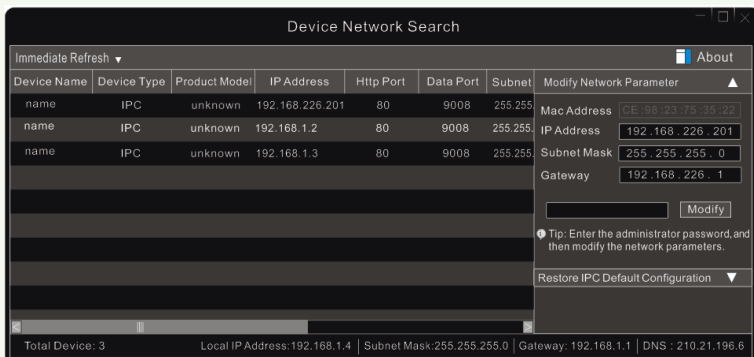 Device Network Search
Immediate Refresh
About
Device Name Device Type Product Model IP Address Http Port Data Port Subnet
name IPC unknown 192.168.226.201 80 9008 255.255.
name IPC unknown 192.168.1.2 80 9008 255.255.
name IPC unknown 192.168.1.3 80 9008 255.255.
Modify Network Parameter
Mac Address CE :98 :23 :75 :35 :22
IP Address 192 .168 .226 . 201
Subnet Mask 255 . 255 . 255 . 0
Gateway 192 .168 .226 . 1
Modify
Tip: Enter the administrator password,and
then modify the network parameters.
Restore IPC Default Configuration
Total Device: 3 Local IP Address:192.168.1.4 Subnet Mask:255.255.255.0 Gateway: 192.168.1.1 DNS : 210.21.196.6